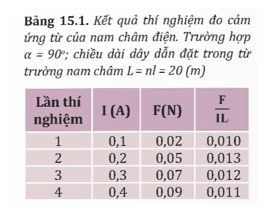 Bảng 15.1. Kết quả thí nghiệm đo cảm
ứng từ của nam châm điện. Trường hợp
α = 90º; chiều dài dây dẫn đặt trong từ
trường nam châm L = nl = 20 (m)
Lần thí nghiệm | I (A) | F(N) | F/IL
1 | 0,1 | 0,02 | 0,010
2 | 0,2 | 0,05 | 0,013
3 | 0,3 | 0,07 | 0,012
4 | 0,4 | 0,09 | 0,011